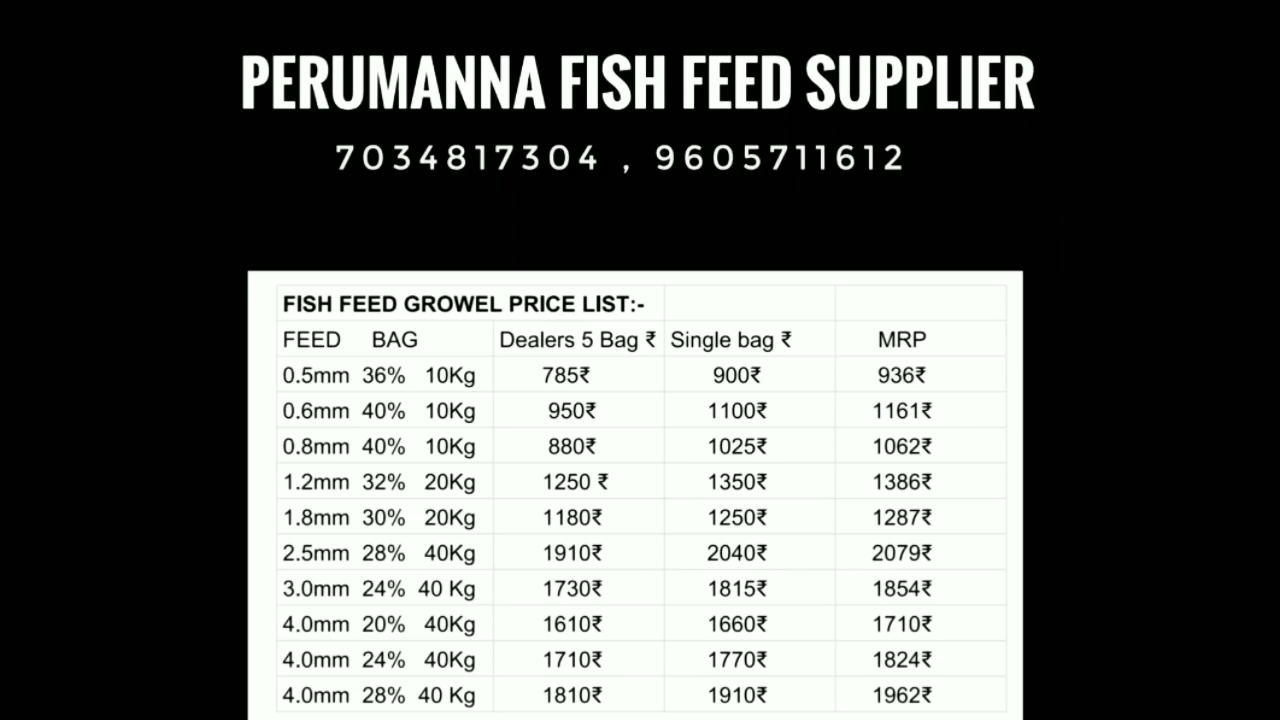 PERUMANNA FISH FEED SUPPLIER
7034817304 , 9605711612
FISH FEED GROWEL PRICE LIST:-
FEED BAG Dealers 5 Bag ₹ Single bag ₹ MRP
0.5mm 36% 10Kg 785₹ 900₹ 936₹
0.6mm 40% 10Kg 950₹ 1100₹ 1161₹
0.8mm 40% 10Kg 880₹ 1025₹ 1062₹
1.2mm 32% 20Kg 1250 ₹ 1350₹ 1386₹
1.8mm 30% 20Kg 1180₹ 1250₹ 1287₹
2.5mm 28% 40Kg 1910₹ 2040₹ 2079₹
3.0mm 24% 40 Kg 1730₹ 1815₹ 1854₹
4.0mm 20% 40Kg 1610₹ 1660₹ 1710₹
4.0mm 24% 40Kg 1710₹ 1770₹ 1824₹
4.0mm 28% 40 Kg 1810₹ 1910₹ 1962₹